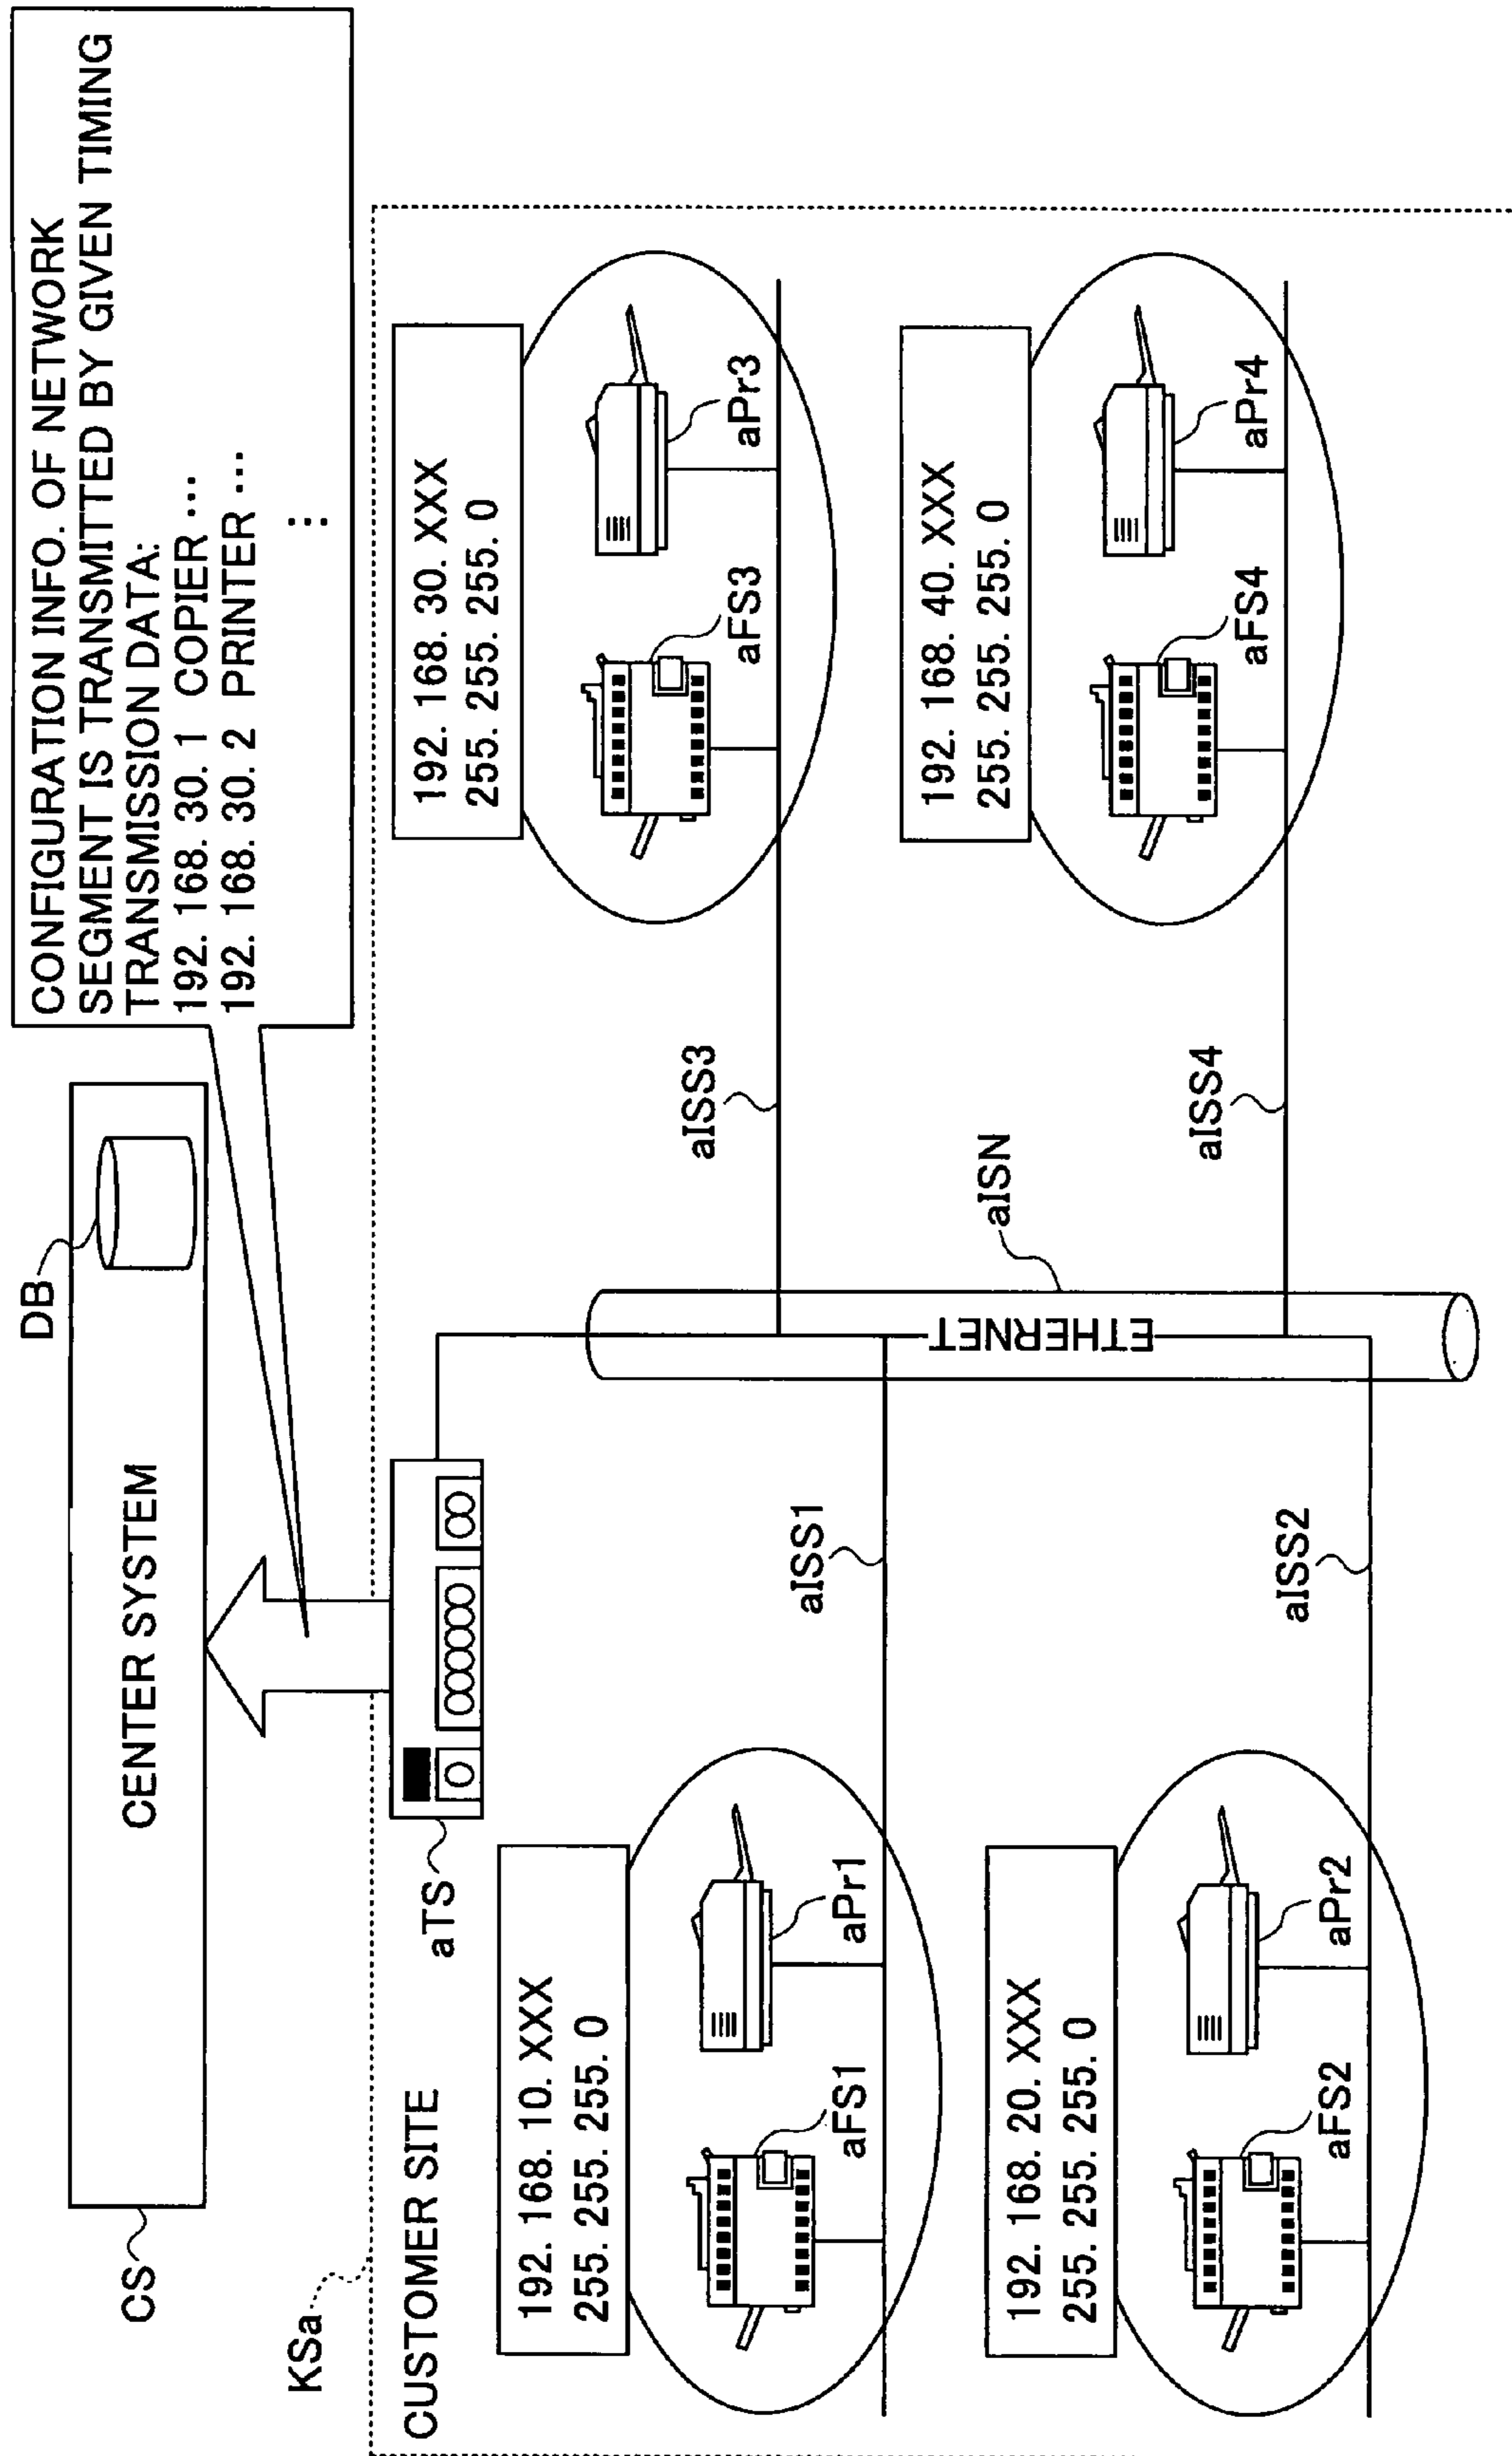 CS
CENTER SYSTEM
DB
CONFIGURATION INFO. OF NETWORK
SEGMENT IS TRANSMITTED BY GIVEN TIMING
TRANSMISSION DATA:
192. 168. 30. 1 COPIER ...
192. 168. 30. 2 PRINTER ...
⋮
KSa
CUSTOMER SITE
aTS
192. 168. 10. XXX
255. 255. 255. 0
aFS1
aPr1
aISS1
192. 168. 20. XXX
255. 255. 255. 0
aFS2
aPr2
aISS2
ETHERNET
aISN
192. 168. 30. XXX
255. 255. 255. 0
aFS3
aPr3
aISS3
192. 168. 40. XXX
255. 255. 255. 0
aFS4
aPr4
aISS4